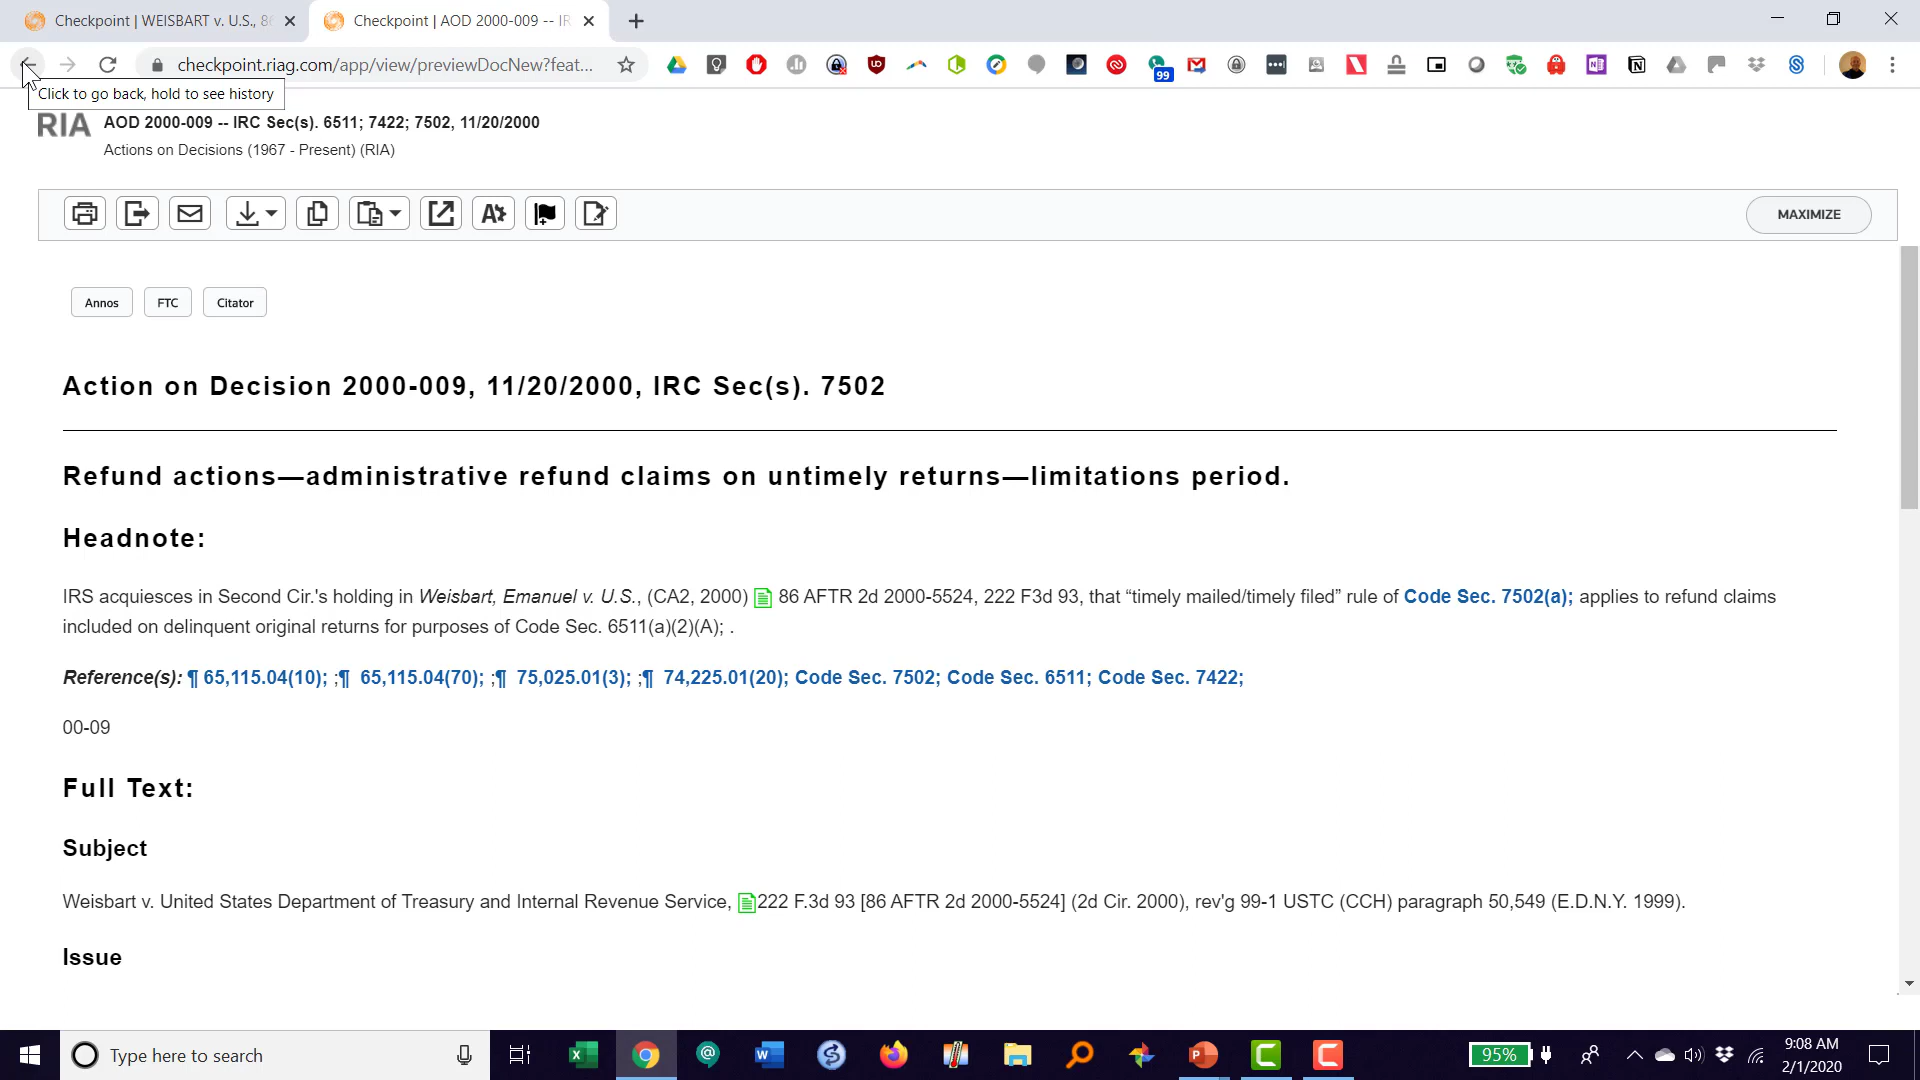 Checkpoint | WEISBART v. U.S., 86
Checkpoint | AOD 2000-009 -- IR
checkpoint.riag.com/app/view/previewDocNew?feat...
99
Click to go back, hold to see history
RIA
AOD 2000-009 -- IRC Sec(s). 6511; 7422; 7502, 11/20/2000
Actions on Decisions (1967 - Present) (RIA)
MAXIMIZE
Annos
FTC
Citator
Action on Decision 2000-009, 11/20/2000, IRC Sec(s). 7502
Refund actions—administrative refund claims on untimely returns—limitations period.
Headnote:
IRS acquiesces in Second Cir.'s holding in Weisbart, Emanuel v. U.S., (CA2, 2000) 86 AFTR 2d 2000-5524, 222 F3d 93, that “timely mailed/timely filed” rule of Code Sec. 7502(a); applies to refund claims
included on delinquent original returns for purposes of Code Sec. 6511(a)(2)(A); .
Reference(s): ¶ 65,115.04(10); ;¶ 65,115.04(70); ;¶ 75,025.01(3); ;¶ 74,225.01(20); Code Sec. 7502; Code Sec. 6511; Code Sec. 7422;
00-09
Full Text:
Subject
Weisbart v. United States Department of Treasury and Internal Revenue Service, 222 F.3d 93 [86 AFTR 2d 2000-5524] (2d Cir. 2000), rev'g 99-1 USTC (CCH) paragraph 50,549 (E.D.N.Y. 1999).
Issue
Type here to search
95%
9:08 AM
2/1/2020